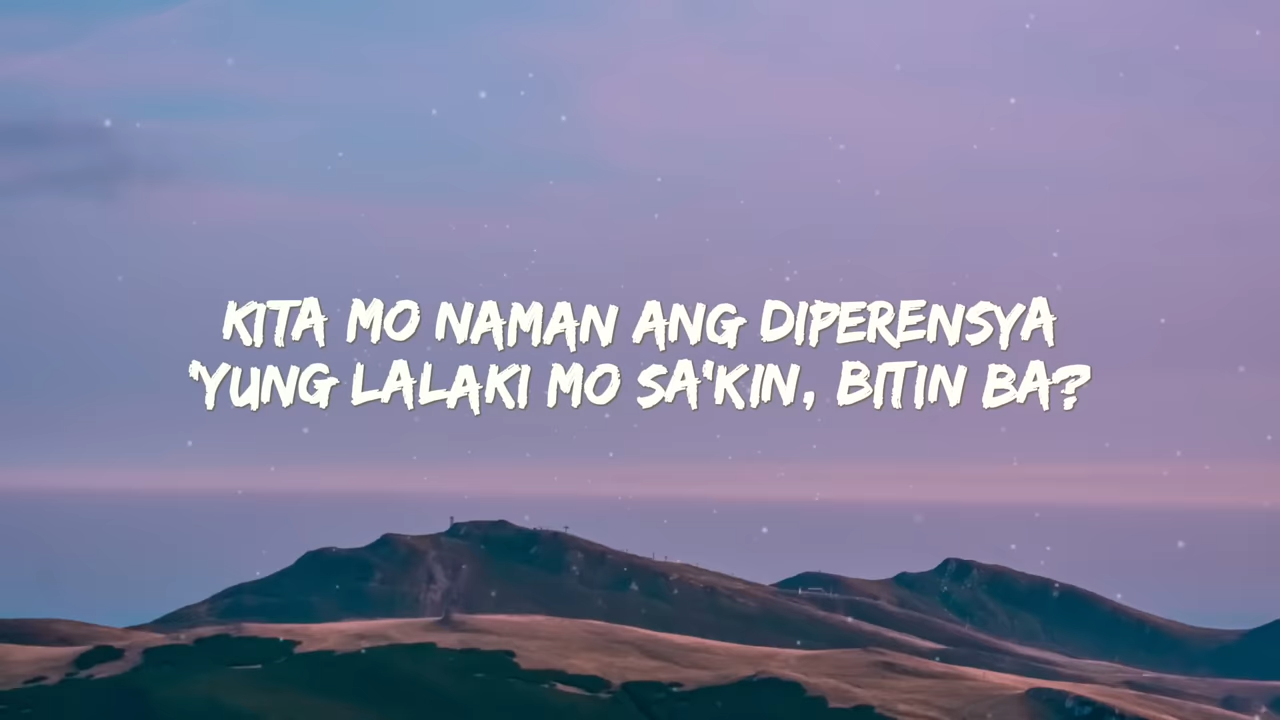 KITA MO NAMAN ANG DIPERENSYA
'YUNG LALAKI MO SA'KIN, BITIN BA?